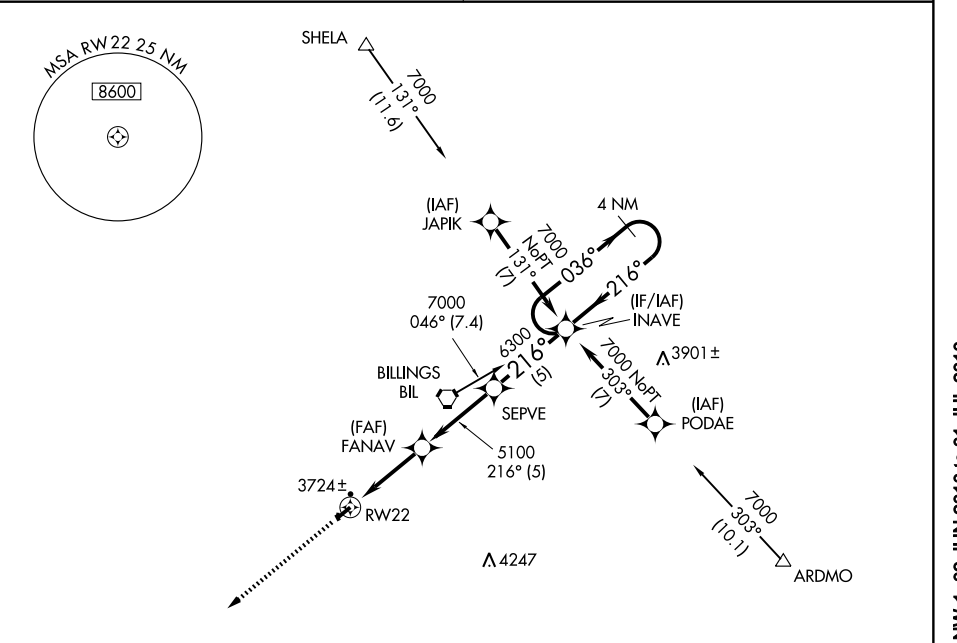 MSA RW22 25 NM
8600
SHELA
7000
131°
(11.6)
(IAF)
JAPIK
7000
NoPT
131°
(7)
4 NM
036°
216°
(IF/IAF)
INAVE
7000
046° (7.4)
6300
216°
(5)
BILLINGS
BIL
SEPVE
7000 NoPT
303°
(7)
3901±
(IAF)
PODAE
(FAF)
FANAV
5100
216° (5)
3724±
RW22
4247
7000
303°
(10.1)
ARDMO